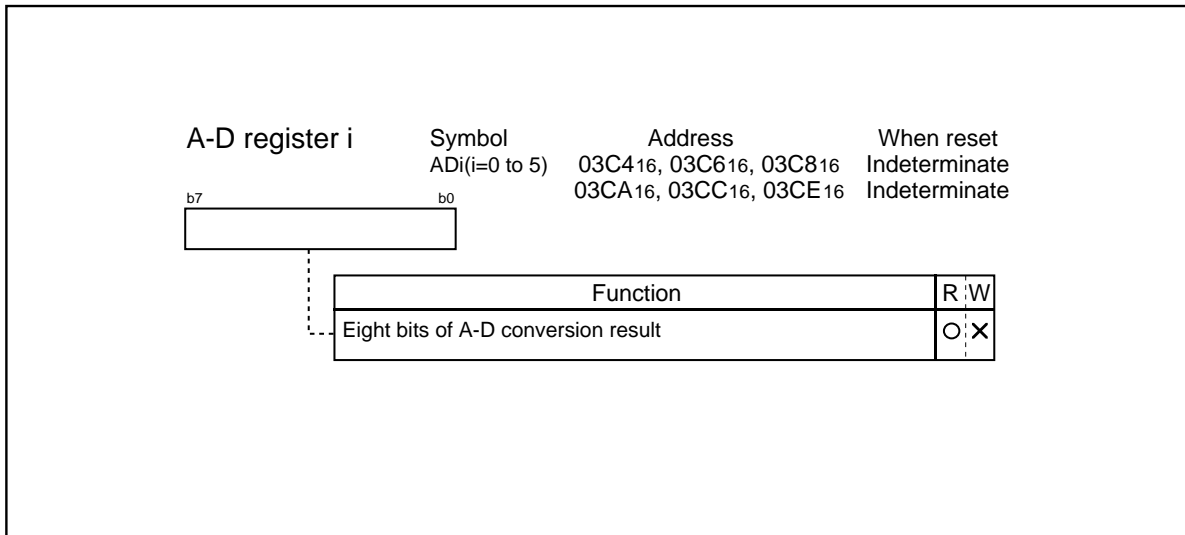 A-D register i Symbol Address When reset
ADi(i=0 to 5) 03C416, 03C616, 03C816 Indeterminate
03CA16, 03CC16, 03CE16 Indeterminate
b7 b0
Function R W
Eight bits of A-D conversion result O X